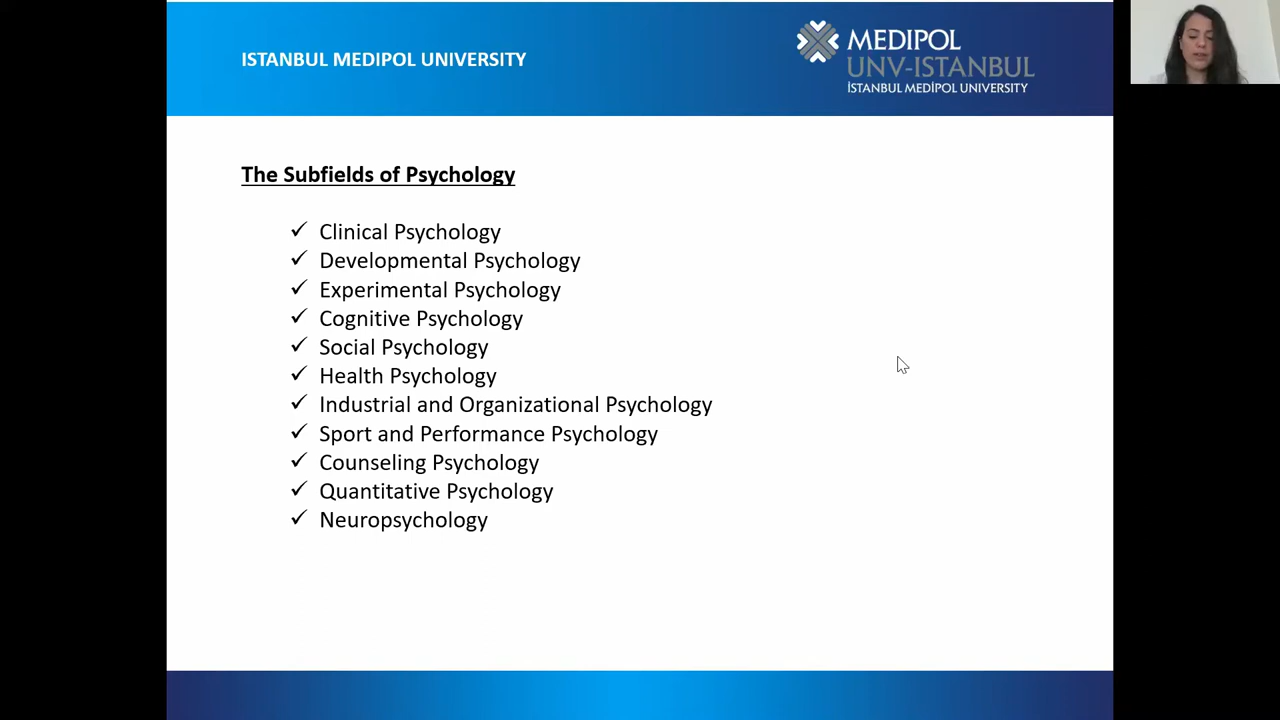 ISTANBUL MEDIPOL UNIVERSITY
MEDIPOL
UNV-ISTANBUL
İSTANBUL MEDİPOL UNIVERSITY
The Subfields of Psychology
✓ Clinical Psychology
✓ Developmental Psychology
✓ Experimental Psychology
✓ Cognitive Psychology
✓ Social Psychology
✓ Health Psychology
✓ Industrial and Organizational Psychology
✓ Sport and Performance Psychology
✓ Counseling Psychology
✓ Quantitative Psychology
✓ Neuropsychology